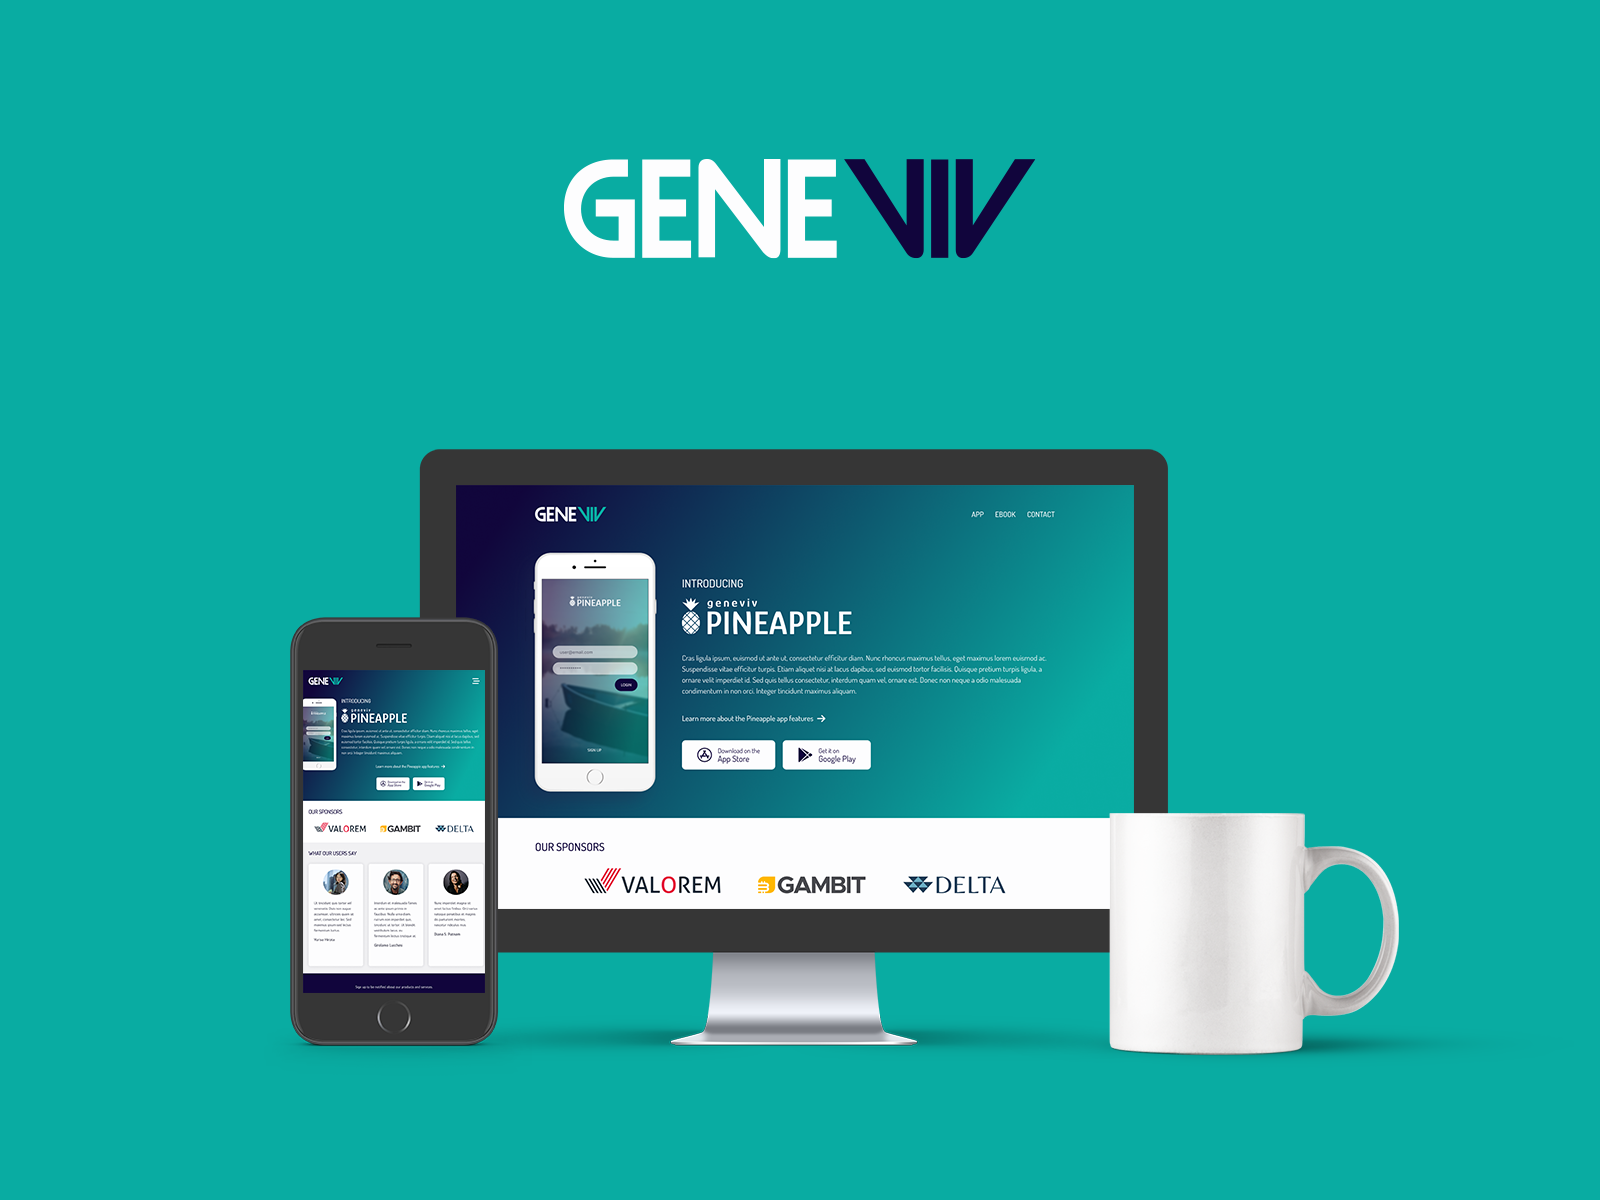 GENEVIV
GENEVIV
APP EBOOK CONTACT
geneviv
PINEAPPLE
user@email.com
LOGIN
SIGN UP
INTRODUCING
geneviv
PINEAPPLE
Cras ligula ipsum, euismod ut ante ut, consectetur efficitur diam. Nunc rhoncus maximus tellus, eget maximus lorem euismod ac.
Suspendisse vitae efficitur turpis. Etiam aliquet nisi at lacus dapibus, sed euismod tortor facilisis. Quisque pretium turpis ligula, a
ornare velit imperdiet id. Sed quis tellus consectetur, interdum quam vel, ornare est. Donec non neque a odio malesuada
condimentum in non orci. Integer tincidunt maximus aliquam.
Learn more about the Pineapple app features
Download on the
App Store
Get it on
Google Play
OUR SPONSORS
VALOREM
GAMBIT
DELTA
GENEVIV
INTRODUCING
geneviv
PINEAPPLE
Learn more about the Pineapple app features
App Store
Google Play
OUR SPONSORS
VALOREM
GAMBIT
DELTA
WHAT OUR USERS SAY
Sign up to be notified about our products and services